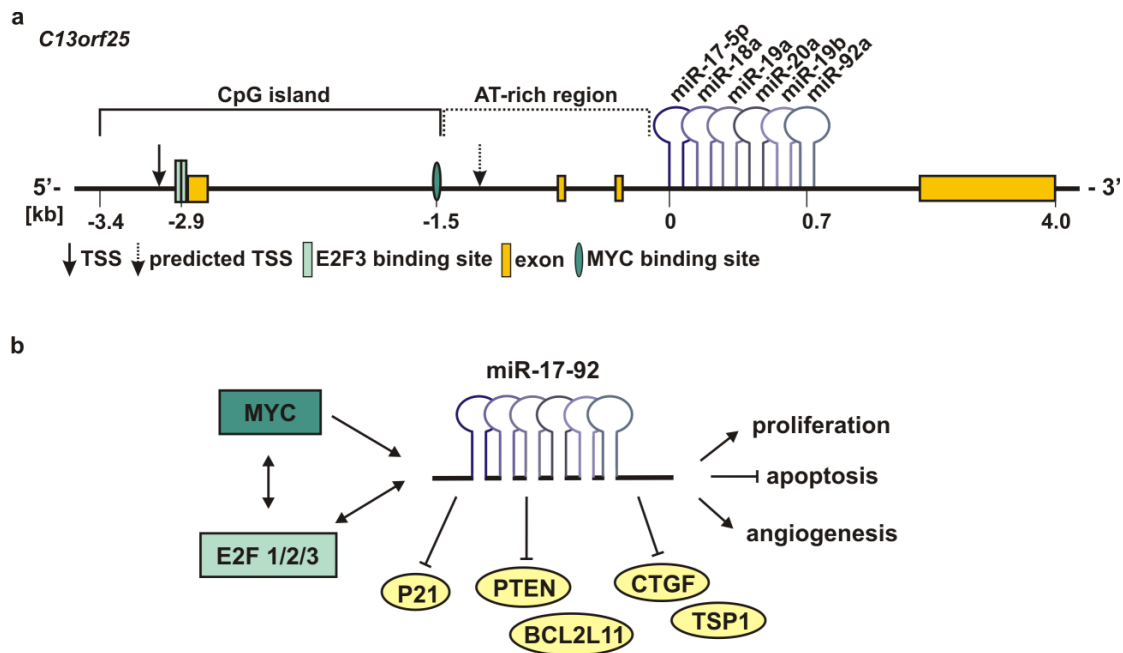 a
C13orf25
miR-17-5p
miR-18a
miR-19a
miR-20a
miR-19b
miR-92a
CpG island
AT-rich region
5’-
- 3’
[kb]
-3.4
-2.9
-1.5
0
0.7
4.0
TSS
predicted TSS
E2F3 binding site
exon
MYC binding site
b
miR-17-92
MYC
proliferation
apoptosis
E2F 1/2/3
angiogenesis
P21
PTEN
CTGF
BCL2L11
TSP1